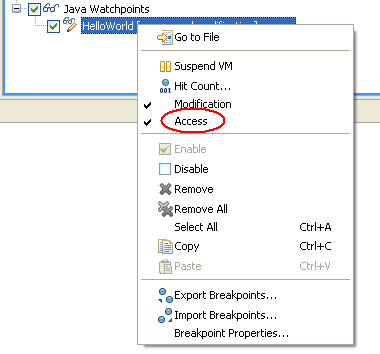 Java Watchpoints
HelloWorld
Go to File
Suspend VM
Hit Count...
Modification
Access
Enable
Disable
Remove
Remove All
Select All Ctrl+A
Copy Ctrl+C
Paste Ctrl+V
Export Breakpoints...
Import Breakpoints...
Breakpoint Properties...